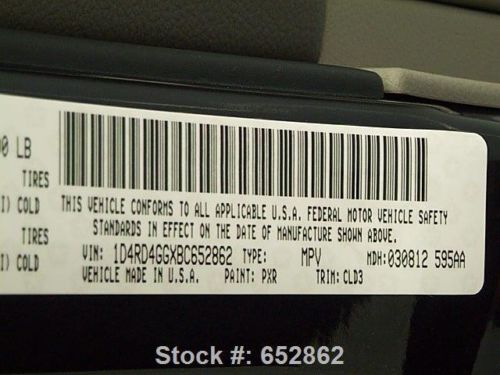 00 LB
TIRES
I) COLD
TIRES
I) COLD
THIS VEHICLE CONFORMS TO ALL APPLICABLE U.S.A. FEDERAL MOTOR VEHICLE SAFETY
STANDARDS IN EFFECT ON THE DATE OF MANUFACTURE SHOWN ABOVE.
VIN: 1D4RD4GGXBC652862 TYPE: MPV MDH: 030812 595AA
VEHICLE MADE IN U.S.A. PAINT: PXR TRIM: CLD3
Stock #: 652862